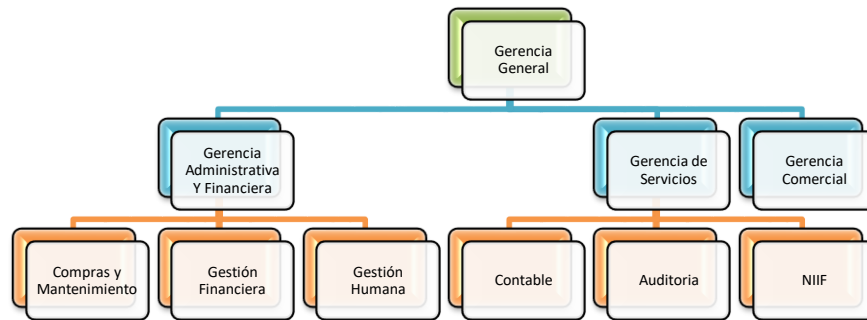 Gerencia
General
Gerencia
Administrativa
Y Financiera
Gerencia de
Servicios
Gerencia
Comercial
Compras y
Mantenimiento
Gestión
Financiera
Gestión
Humana
Contable
Auditoria
NIIF